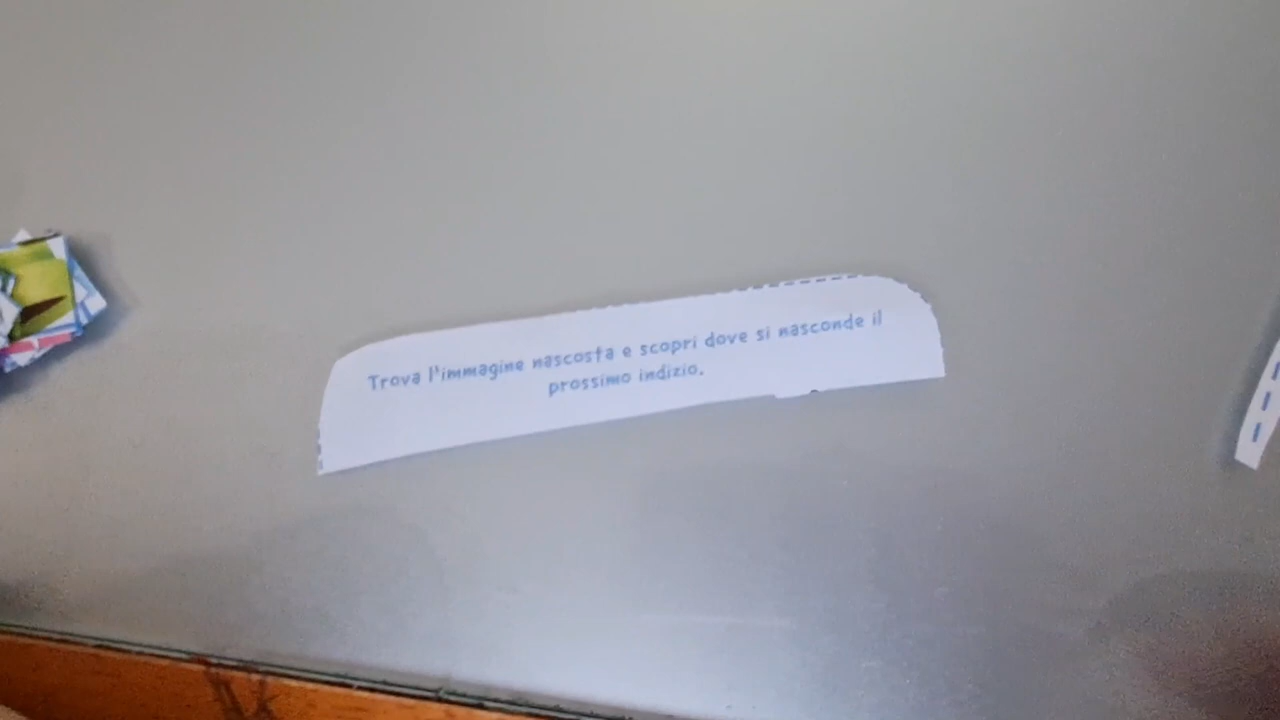 Trova l'immagine nascosta e scopri dove si nasconde il
prossimo indizio.